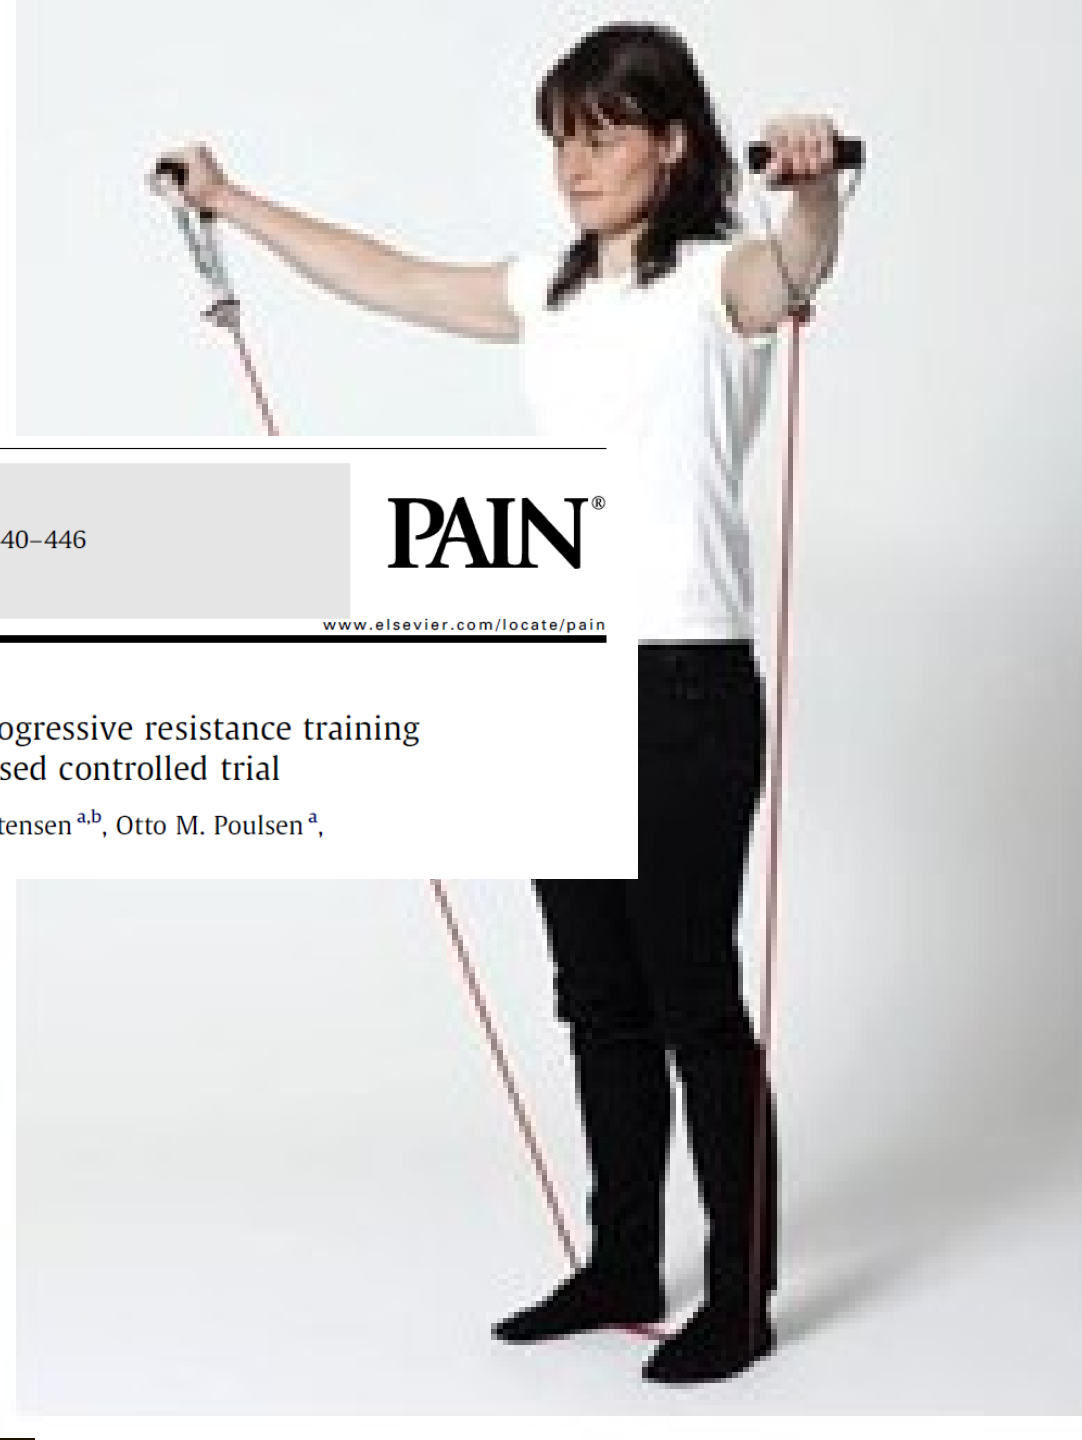 40–446
PAIN®
www.elsevier.com/locate/pain
ogressive resistance training
sed controlled trial
tensen a,b, Otto M. Poulsen a,